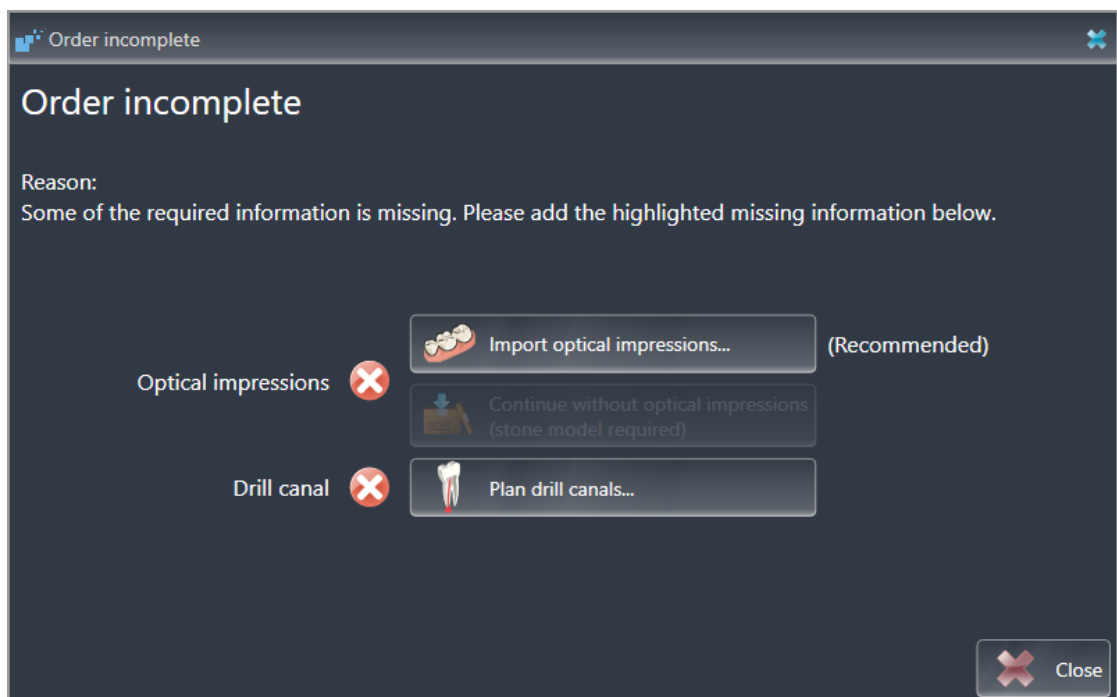 Order incomplete
Order incomplete
Reason:
Some of the required information is missing. Please add the highlighted missing information below.
Import optical impressions...
(Recommended)
Optical impressions
Continue without optical impressions
(stone model required)
Drill canal
Plan drill canals...
Close